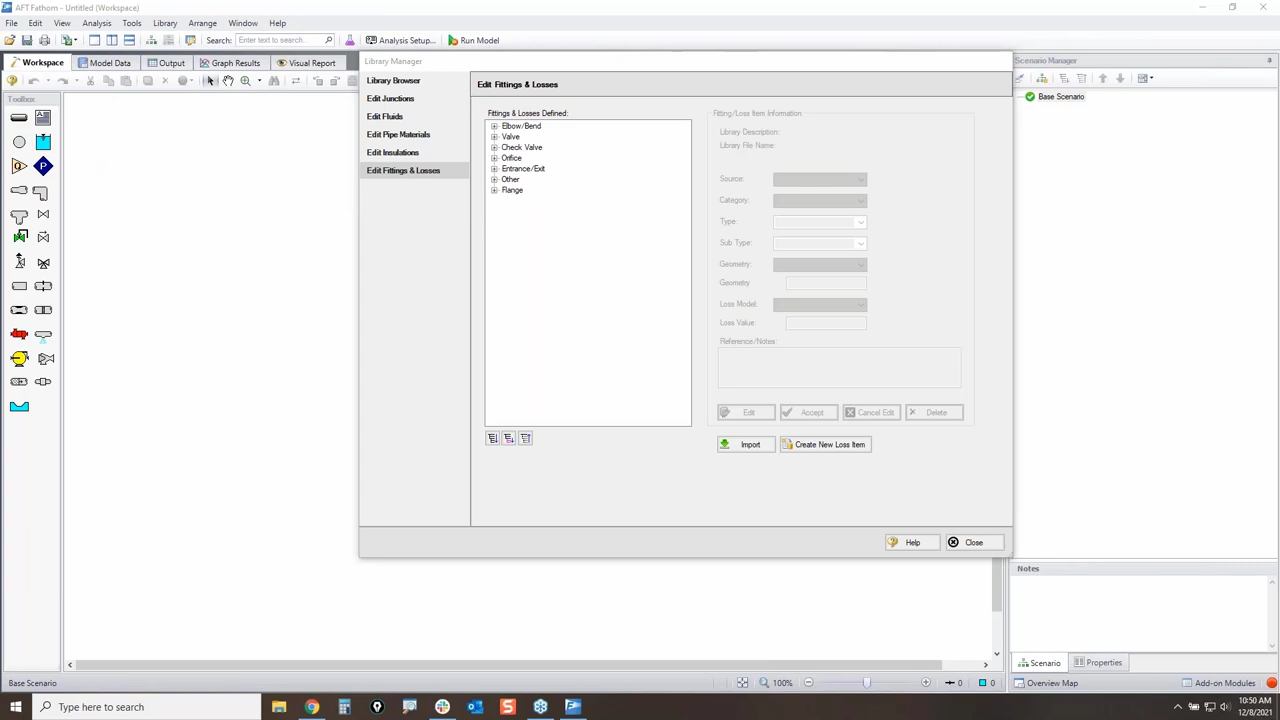 AFT Fathom - Untitled (Workspace)
File Edit View Analysis Tools Library Arrange Window Help
Search: Enter text to search... Analysis Setup... Run Model
Workspace Model Data Output Graph Results Visual Report
Toolbox
Library Manager
Library Browser
Edit Junctions
Edit Fluids
Edit Pipe Materials
Edit Insulations
Edit Fittings & Losses
Edit Fittings & Losses
Fittings & Losses Defined:
Elbow/Bend
Valve
Check Valve
Orifice
Entrance/Exit
Other
Flange
Fitting/Loss Item Information
Library Description:
Library File Name:
Source:
Category:
Type:
Sub Type:
Geometry:
Geometry
Loss Model:
Loss Value:
Reference/Notes:
Edit Accept Cancel Edit Delete
Import Create New Loss Item
Help Close
Scenario Manager
Base Scenario
Notes
Scenario Properties
Base Scenario 100% 0 0 Overview Map Add-on Modules
Type here to search
10:50 AM
12/8/2021